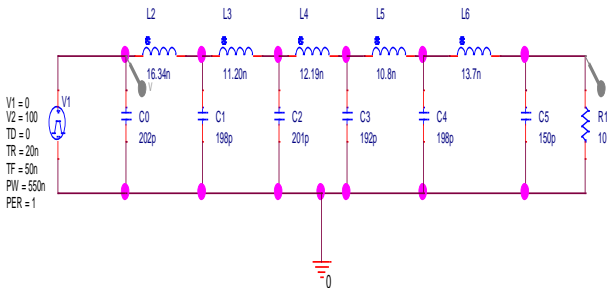 L2 L3 L4 L5 L6
16.34n 11.20n 12.19n 10.8n 13.7n
V
V1 = 0
V2 = 100
TD = 0
TR = 20n
TF = 50n
PW = 550n
PER = 1
V1
C0 C1 C2 C3 C4 C5 R1
202p 198p 201p 192p 198p 150p 10
0